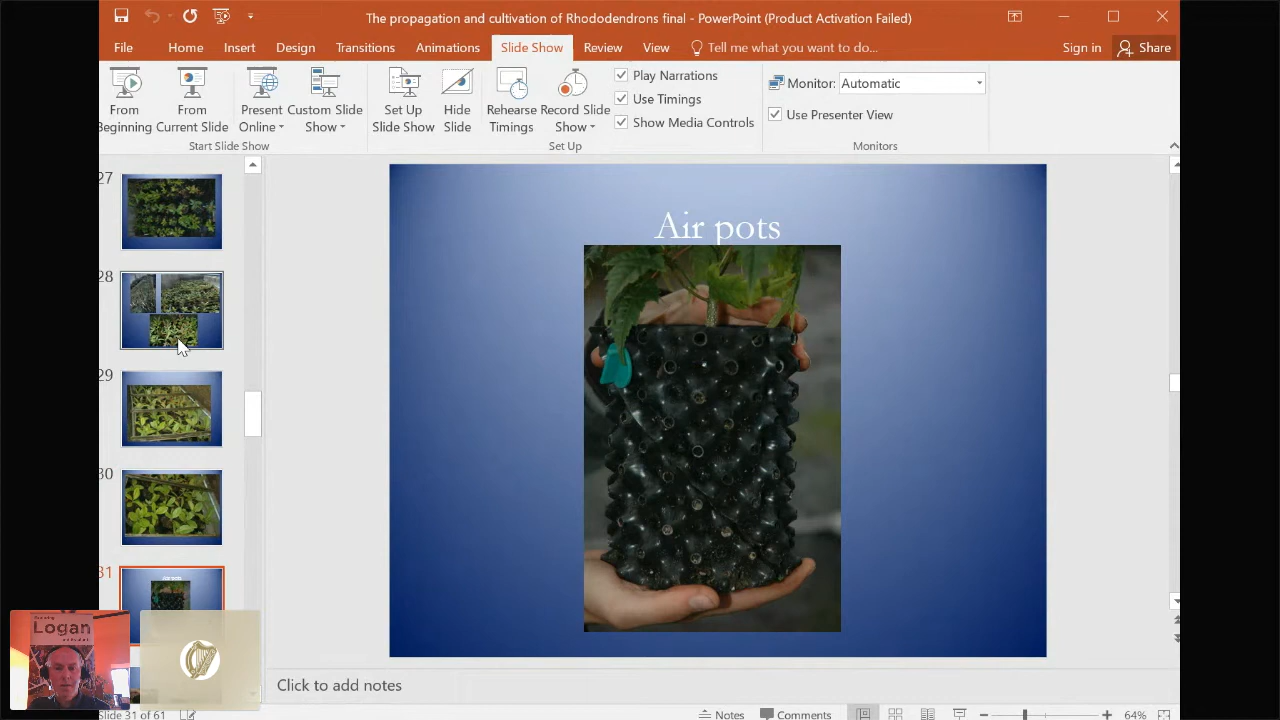 The propagation and cultivation of Rhododendrons final - PowerPoint (Product Activation Failed)
File Home Insert Design Transitions Animations Slide Show Review View Tell me what you want to do... Sign in Share
From Beginning
From Current Slide
Present Online
Custom Slide Show
Set Up Slide Show
Hide Slide
Rehearse Timings
Record Slide Show
Play Narrations
Use Timings
Show Media Controls
Monitor: Automatic
Use Presenter View
Start Slide Show
Set Up
Monitors
27
28
29
30
31
Air pots
Air pots
Logan
Click to add notes
Slide 31 of 61
Notes Comments 64%